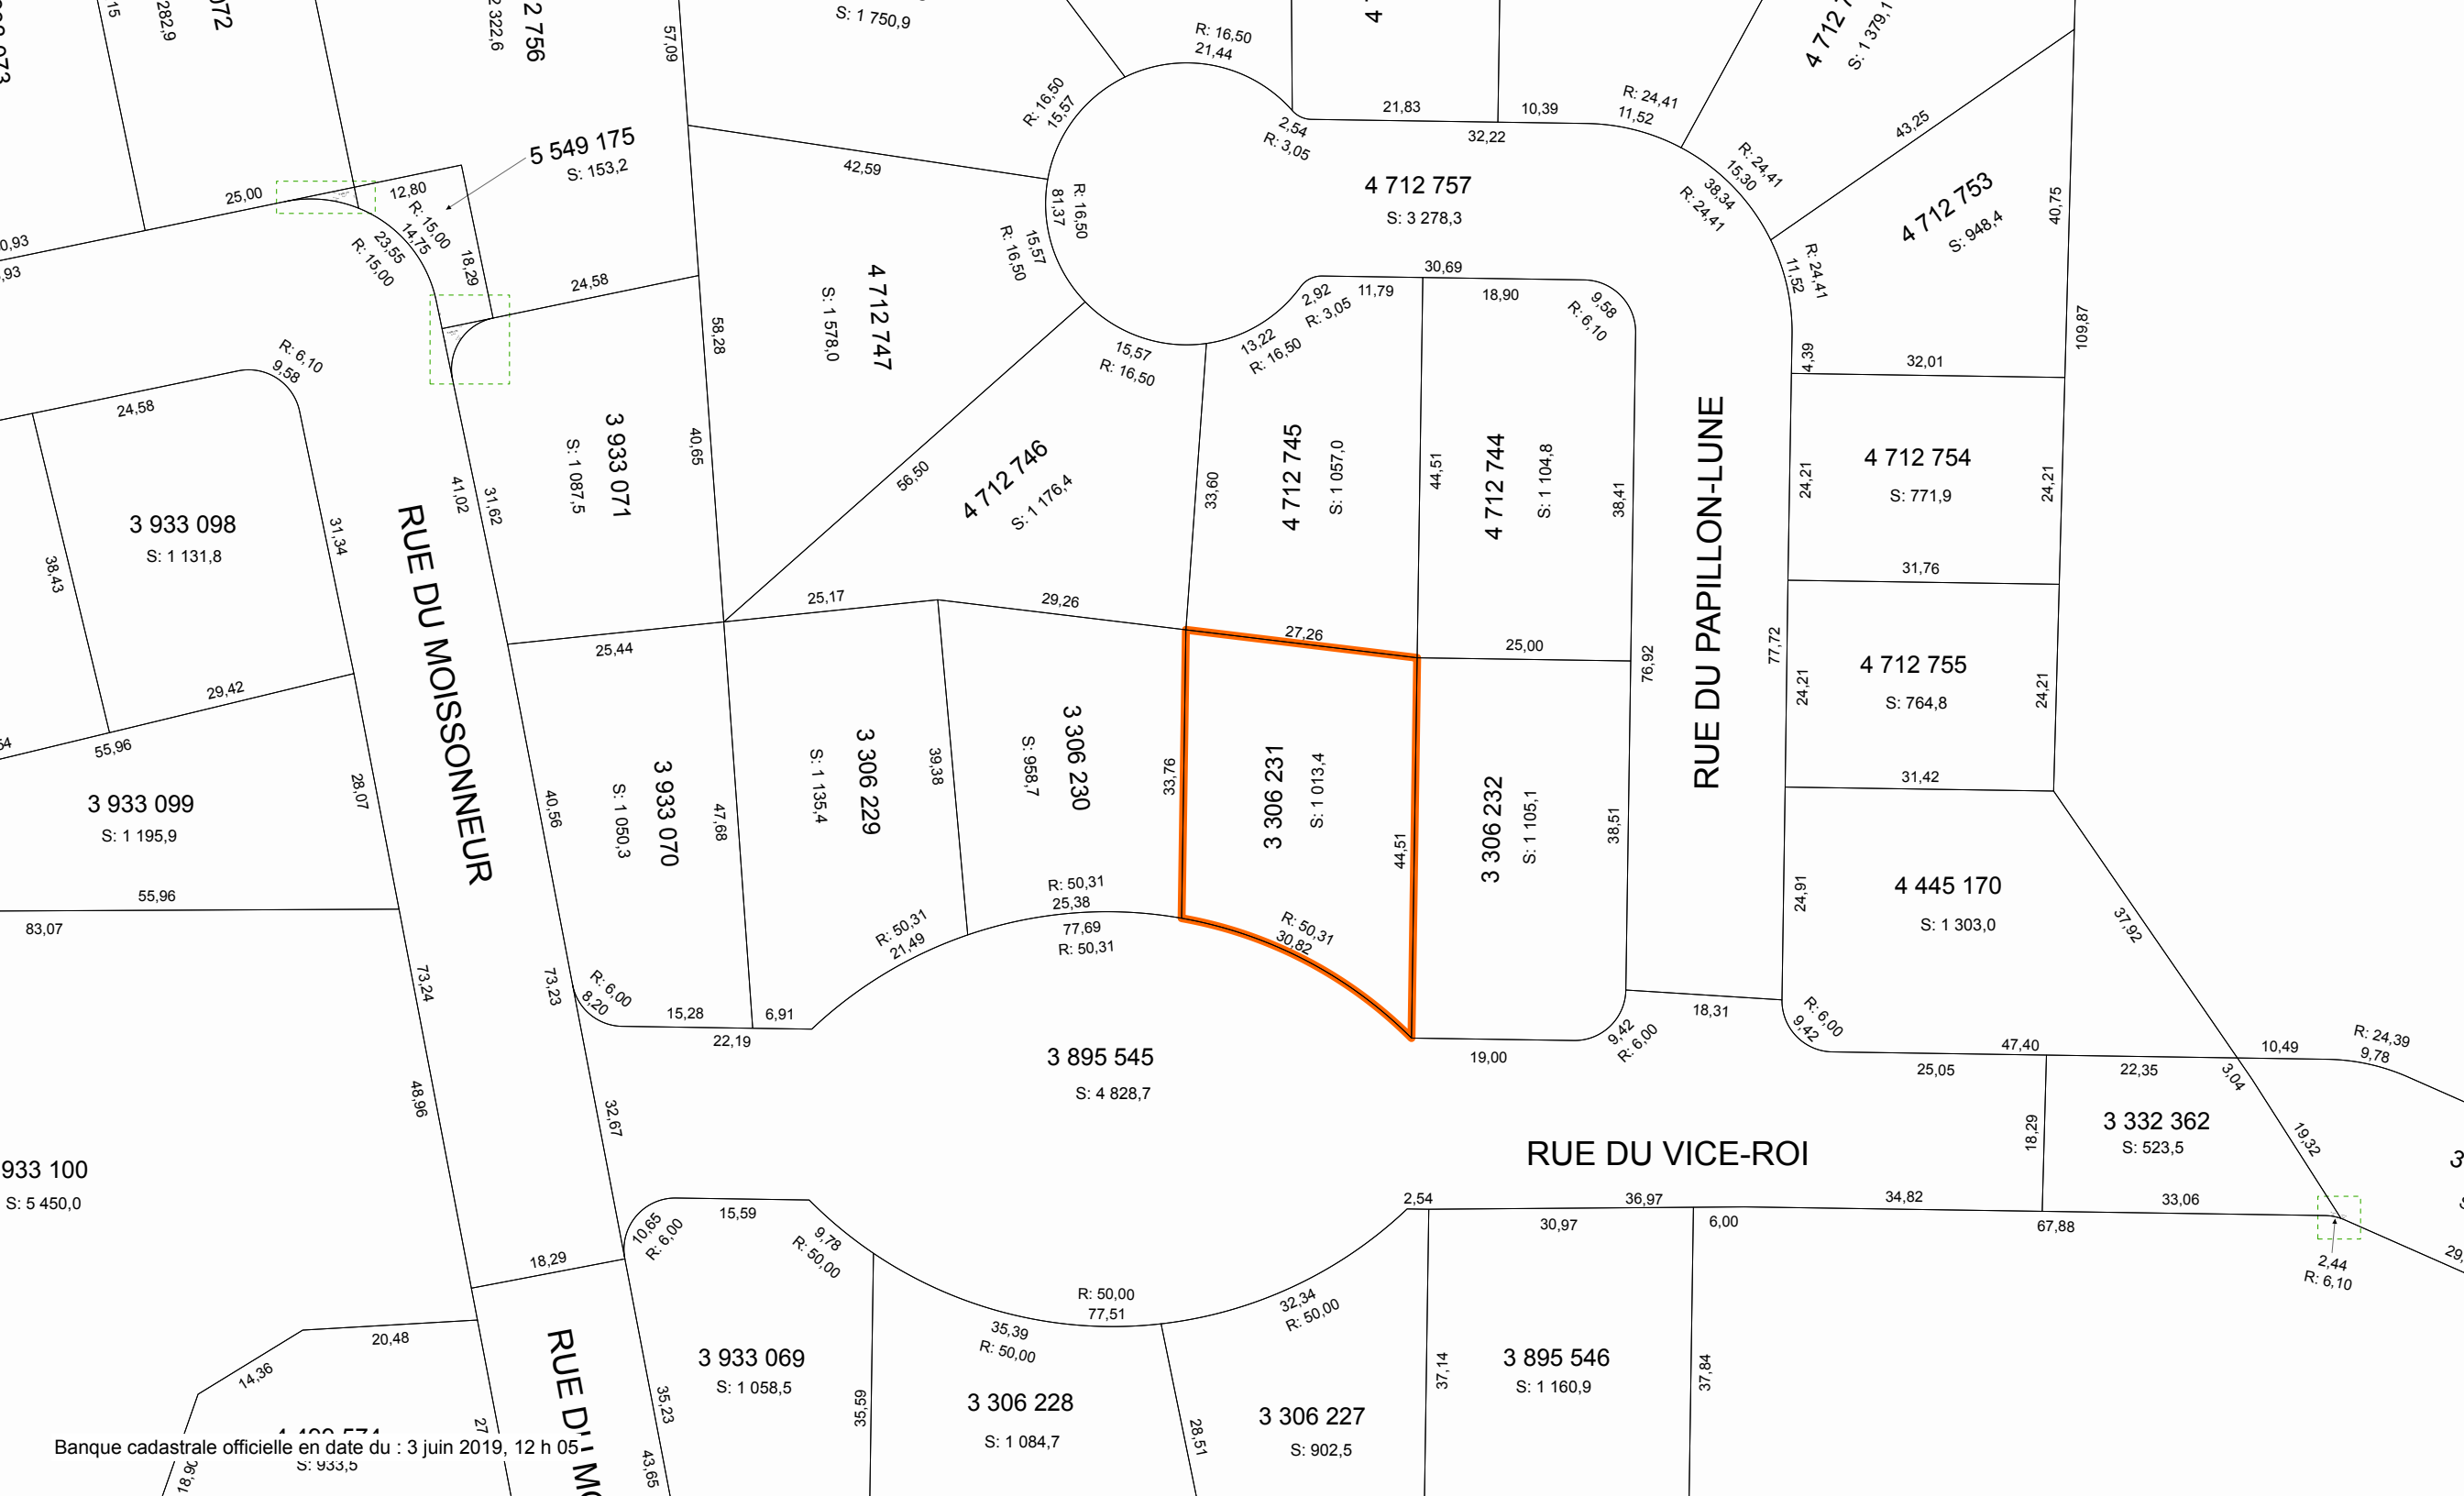 282,9
2 322,6
2 756
57,09
S: 1 750,9
R: 16,50
21,44
R: 16,50
15,57
21,83
10,39
R: 24,41
11,52
S: 1 379,1
2,54
R: 3,05
32,22
43,25
5 549 175
S: 153,2
42,59
25,00
12,80
R: 15,00
14,75
23,55
R: 15,00
18,29
24,58
R: 16,50
81,37
15,57
R: 16,50
4 712 757
S: 3 278,3
R: 24,41
15,30
38,34
R: 24,41
4 712 753
S: 948,4
40,75
R: 24,41
11,52
109,87
4 712 747
S: 1 578,0
58,28
30,69
2,92
R: 3,05
11,79
18,90
9,58
R: 6,10
13,22
R: 16,50
15,57
R: 16,50
4,39
32,01
R: 6,10
9,58
24,58
3 933 071
S: 1 087,5
40,65
41,02
31,62
56,50
4 712 746
S: 1 176,4
33,60
4 712 745
S: 1 057,0
44,51
4 712 744
S: 1 104,8
38,41
RUE DU PAPILLON-LUNE
4 712 754
S: 771,9
24,21
24,21
3 933 098
S: 1 131,8
38,43
31,34
RUE DU MOISSONNEUR
25,17
29,26
27,26
25,44
25,00
76,92
77,72
31,76
4 712 755
S: 764,8
24,21
24,21
29,42
55,96
3 933 099
S: 1 195,9
28,07
40,56
3 933 070
S: 1 050,3
47,68
3 306 229
S: 1 135,4
39,38
3 306 230
S: 958,7
33,76
3 306 231
S: 1 013,4
44,51
3 306 232
S: 1 105,1
38,51
31,42
24,91
4 445 170
S: 1 303,0
37,92
55,96
83,07
R: 50,31
21,49
R: 50,31
25,38
77,69
R: 50,31
R: 50,31
30,82
73,24
73,23
R: 6,00
8,20
15,28
6,91
22,19
3 895 545
S: 4 828,7
19,00
9,42
R: 6,00
18,31
R: 6,00
9,42
47,40
25,05
22,35
10,49
R: 24,39
9,78
3,04
48,96
32,67
3 332 362
S: 523,5
18,29
19,32
933 100
S: 5 450,0
RUE DU VICE-ROI
2,54
36,97
34,82
33,06
30,97
6,00
67,88
2,44
R: 6,10
15,59
10,65
R: 6,00
9,78
R: 50,00
18,29
R: 50,00
77,51
35,39
R: 50,00
32,34
R: 50,00
20,48
14,36
3 933 069
S: 1 058,5
35,23
43,65
35,59
3 306 228
S: 1 084,7
28,51
3 306 227
S: 902,5
37,14
3 895 546
S: 1 160,9
37,84
Banque cadastrale officielle en date du : 3 juin 2019, 12 h 05
S: 933,5